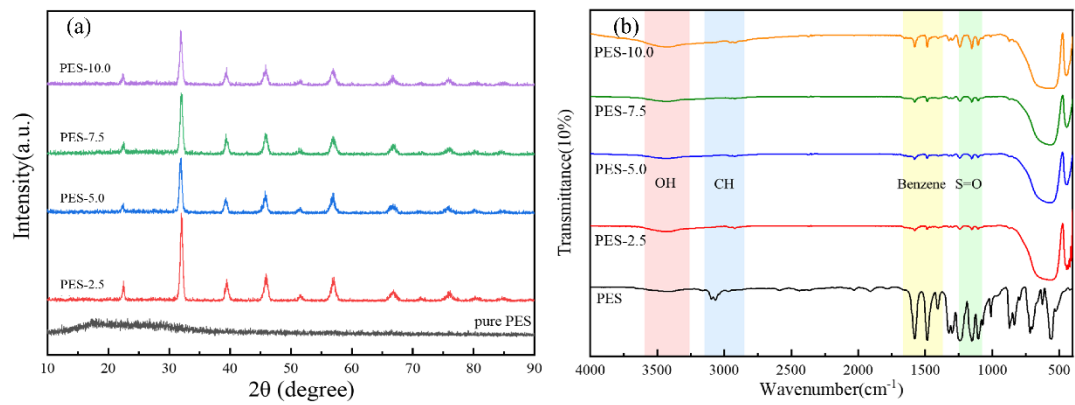 (a)
Intensity(a.u.)
PES-10.0
PES-7.5
PES-5.0
PES-2.5
pure PES
10 20 30 40 50 60 70 80 90
2θ (degree)
(b)
Transmittance(10%)
PES-10.0
PES-7.5
PES-5.0
OH CH Benzene S=O
PES-2.5
PES
4000 3500 3000 2500 2000 1500 1000 500
Wavenumber(cm⁻¹)